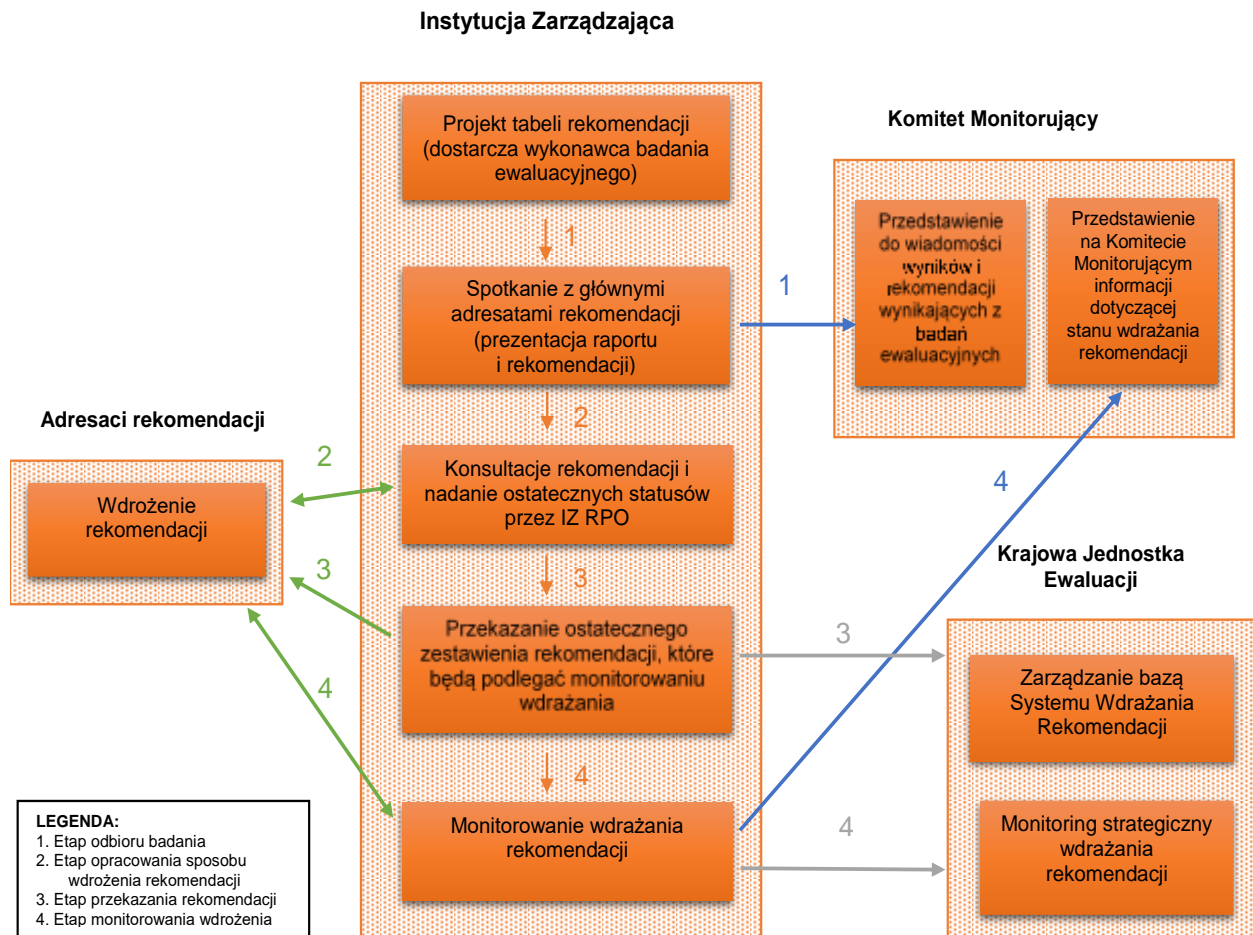 Instytucja Zarządzająca
Projekt tabeli rekomendacji
(dostarcza wykonawca badania
ewaluacyjnego)
1
Spotkanie z głównymi
adresatami rekomendacji
(prezentacja raportu
i rekomendacji)
2
Konsultacje rekomendacji i
nadanie ostatecznych statusów
przez IZ RPO
3
Przekazanie ostatecznego
zestawienia rekomendacji, które
będą podlegać monitorowaniu
wdrażania
4
Monitorowanie wdrażania
rekomendacji
Komitet Monitorujący
1
Przedstawienie
do wiadomości
wyników i
rekomendacji
wynikających z
badań
ewaluacyjnych
Przedstawienie
na Komitecie
Monitorującym
informacji
dotyczącej
stanu wdrażania
rekomendacji
4
Adresaci rekomendacji
Wdrożenie
rekomendacji
2
3
4
Krajowa Jednostka
Ewaluacji
3
Zarządzanie bazą
Systemu Wdrażania
Rekomendacji
4
Monitoring strategiczny
wdrażania
rekomendacji
LEGENDA:
1. Etap odbioru badania
2. Etap opracowania sposobu
wdrożenia rekomendacji
3. Etap przekazania rekomendacji
4. Etap monitorowania wdrożenia